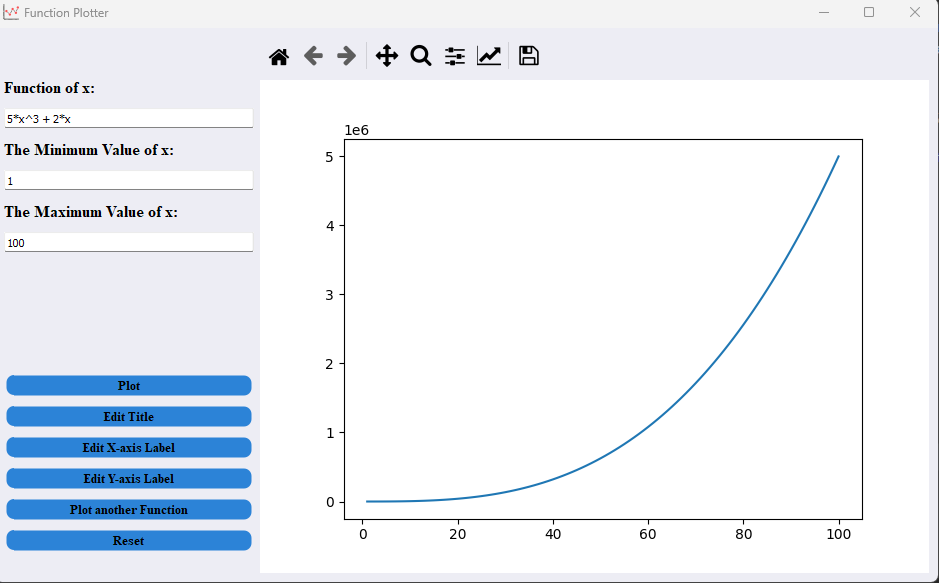 Function Plotter
Function of x:
5*x^3 + 2*x
The Minimum Value of x:
1
The Maximum Value of x:
100
Plot
Edit Title
Edit X-axis Label
Edit Y-axis Label
Plot another Function
Reset
1e6
5
4
3
2
1
0
0 20 40 60 80 100